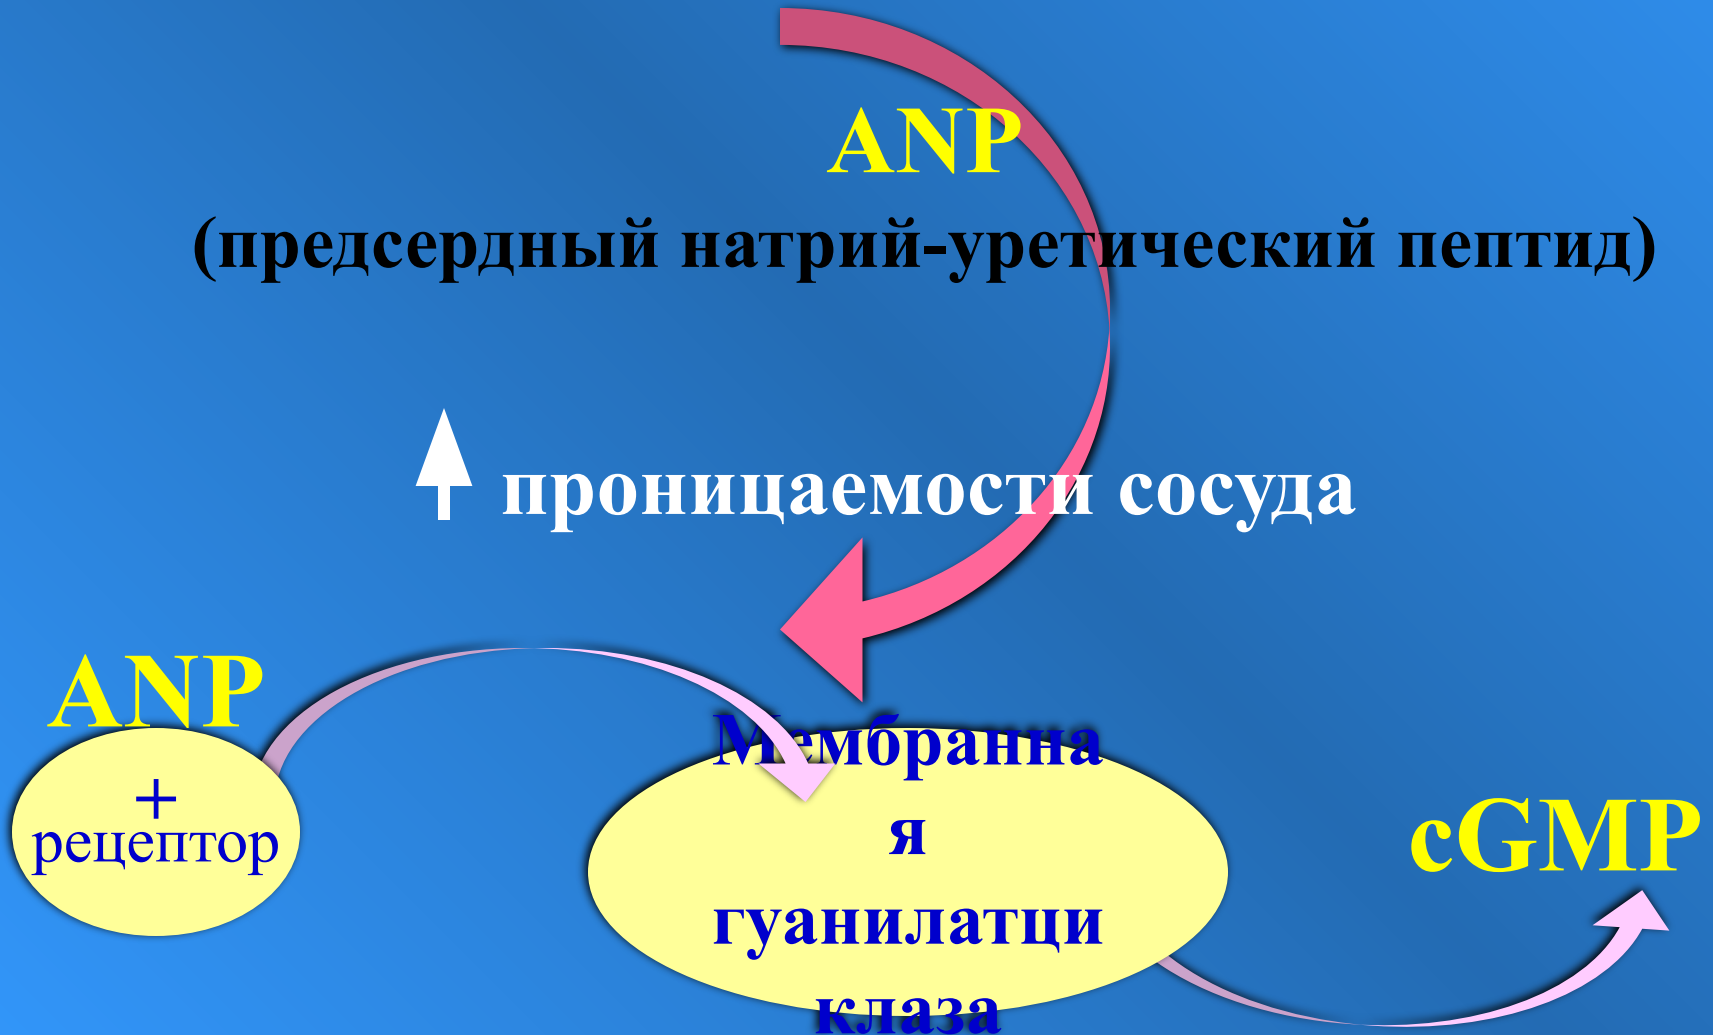 ANP
(предсердный натрий-уретический пептид)
проницаемости сосуда
ANP
+
рецептор
Мембранна
я
гуанилатци
клаза
cGMP